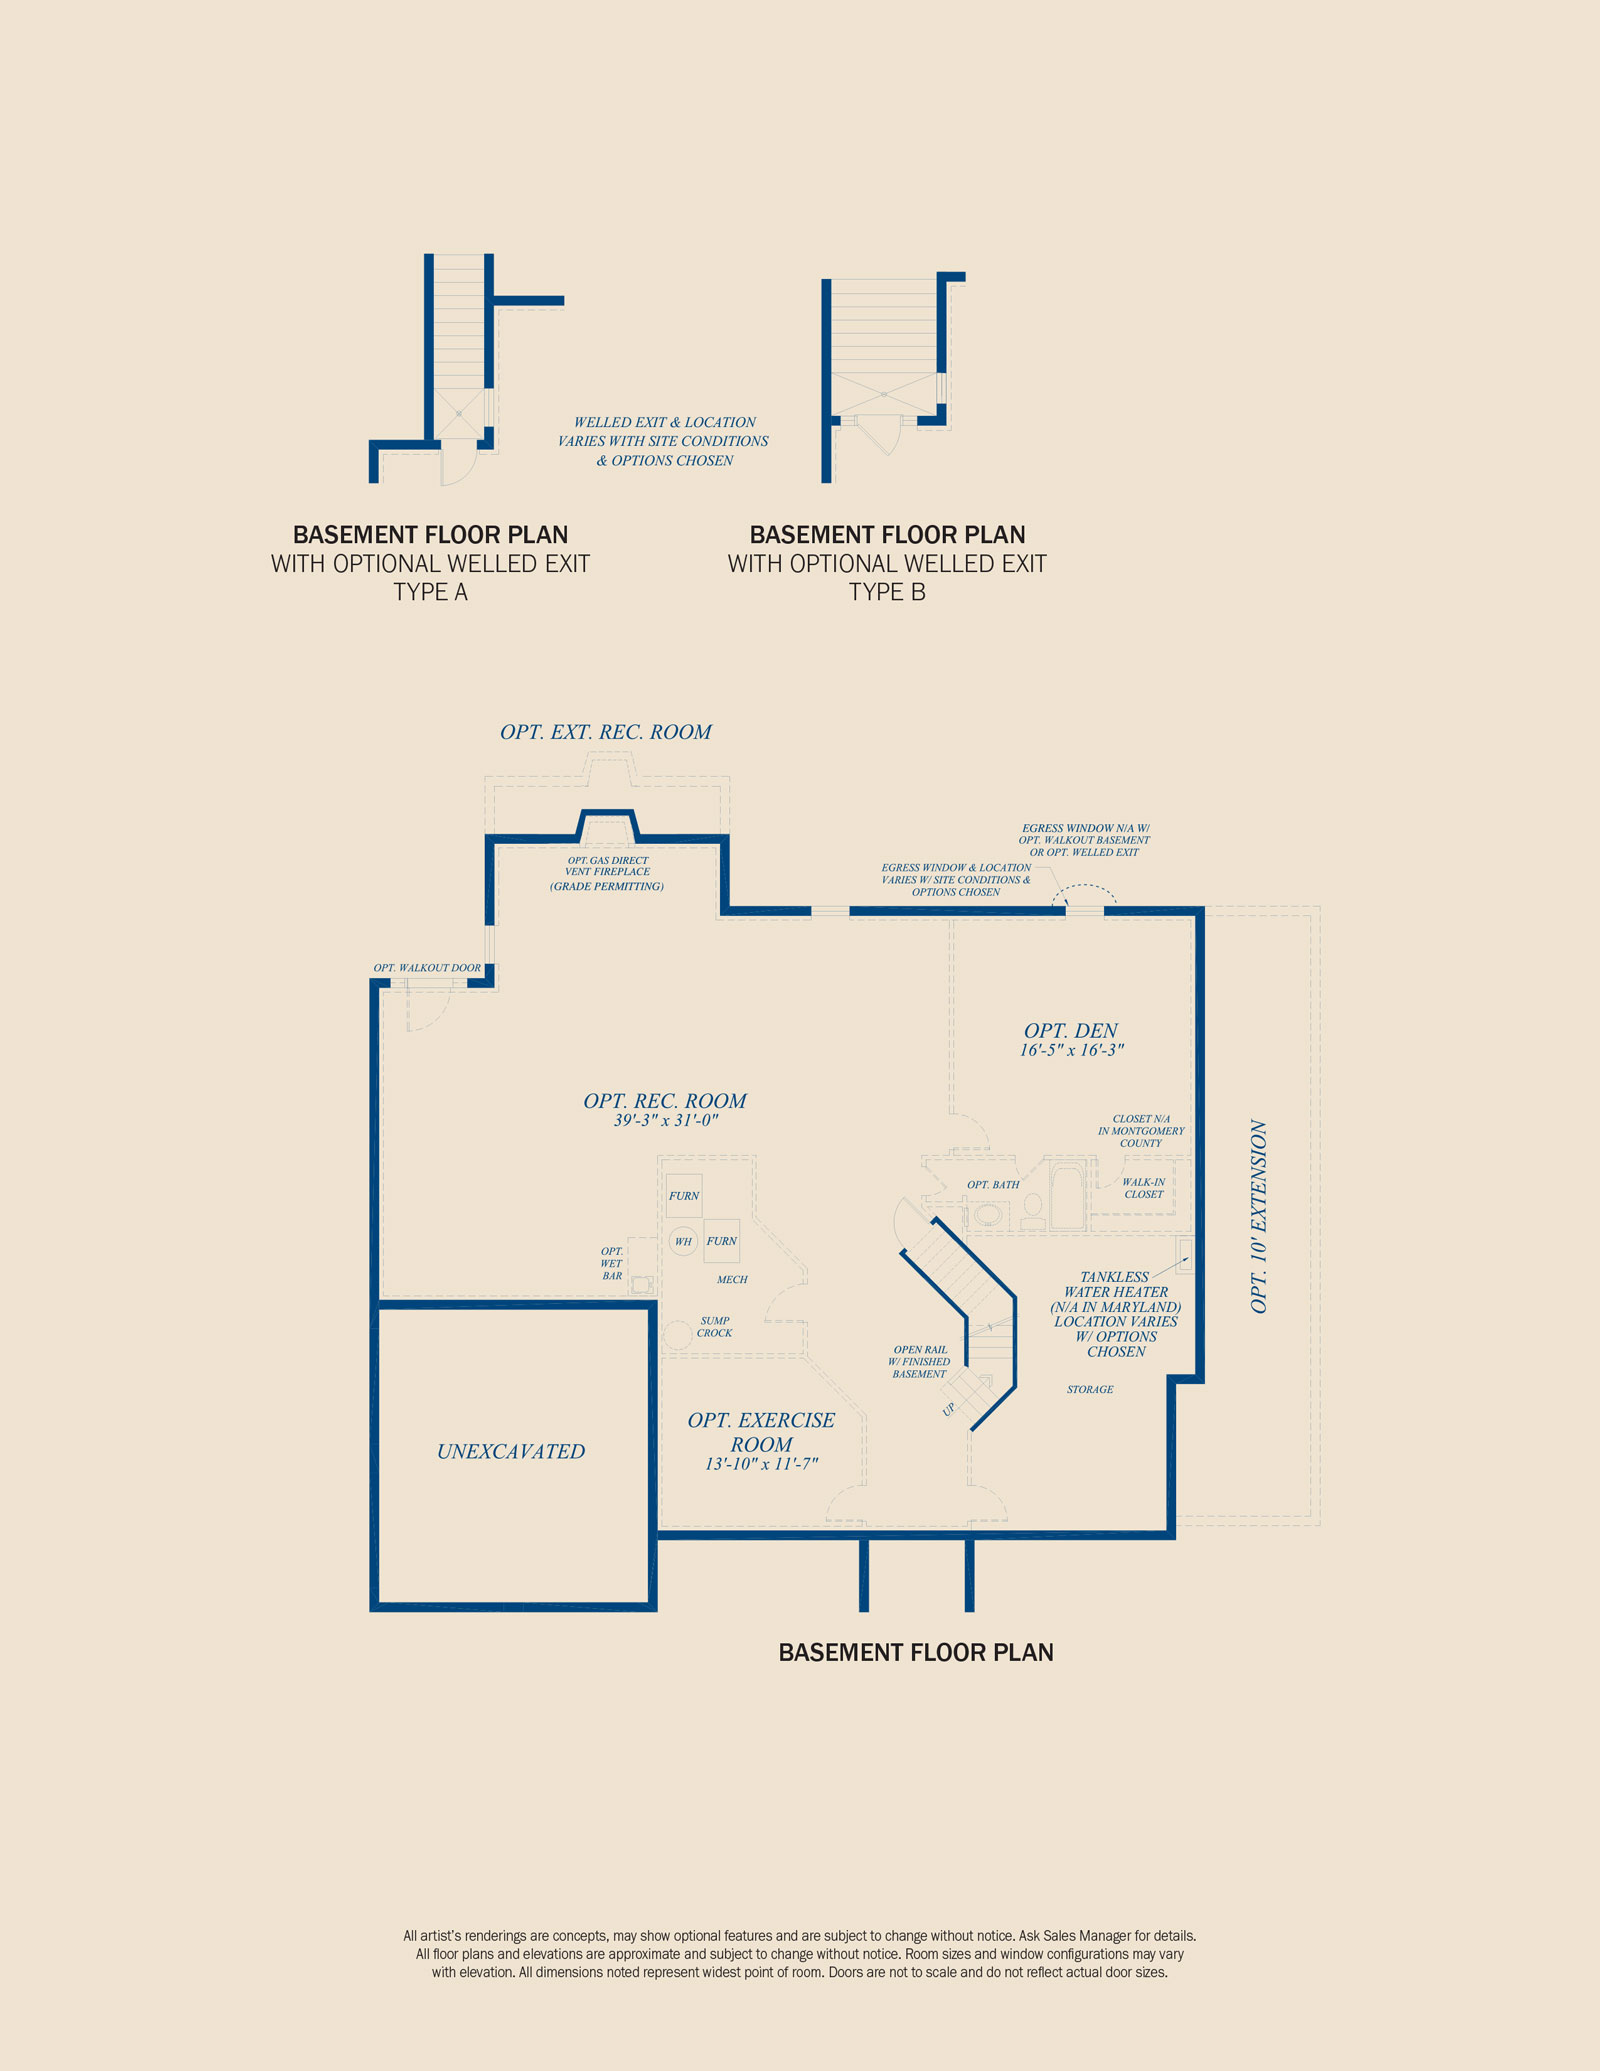 WELLED EXIT & LOCATION
VARIES WITH SITE CONDITIONS
& OPTIONS CHOSEN
BASEMENT FLOOR PLAN
WITH OPTIONAL WELLED EXIT
TYPE A
BASEMENT FLOOR PLAN
WITH OPTIONAL WELLED EXIT
TYPE B
OPT. EXT. REC. ROOM
OPT. GAS DIRECT
VENT FIREPLACE
(GRADE PERMITTING)
EGRESS WINDOW N/A W/
OPT. WALKOUT BASEMENT
OR OPT. WELLED EXIT
EGRESS WINDOW & LOCATION
VARIES W/ SITE CONDITIONS &
OPTIONS CHOSEN
OPT. WALKOUT DOOR
OPT. DEN
16'-5" x 16'-3"
OPT. REC. ROOM
39'-3" x 31'-0"
CLOSET N/A
IN MONTGOMERY
COUNTY
OPT. BATH
WALK-IN
CLOSET
OPT. 10' EXTENSION
FURN
WH
FURN
OPT.
WET
BAR
MECH
SUMP
CROCK
TANKLESS
WATER HEATER
(N/A IN MARYLAND)
LOCATION VARIES
W/ OPTIONS
CHOSEN
OPEN RAIL
W/ FINISHED
BASEMENT
UP
STORAGE
OPT. EXERCISE
ROOM
13'-10" x 11'-7"
UNEXCAVATED
BASEMENT FLOOR PLAN
All artist's renderings are concepts, may show optional features and are subject to change without notice. Ask Sales Manager for details.
All floor plans and elevations are approximate and subject to change without notice. Room sizes and window configurations may vary
with elevation. All dimensions noted represent widest point of room. Doors are not to scale and do not reflect actual door sizes.